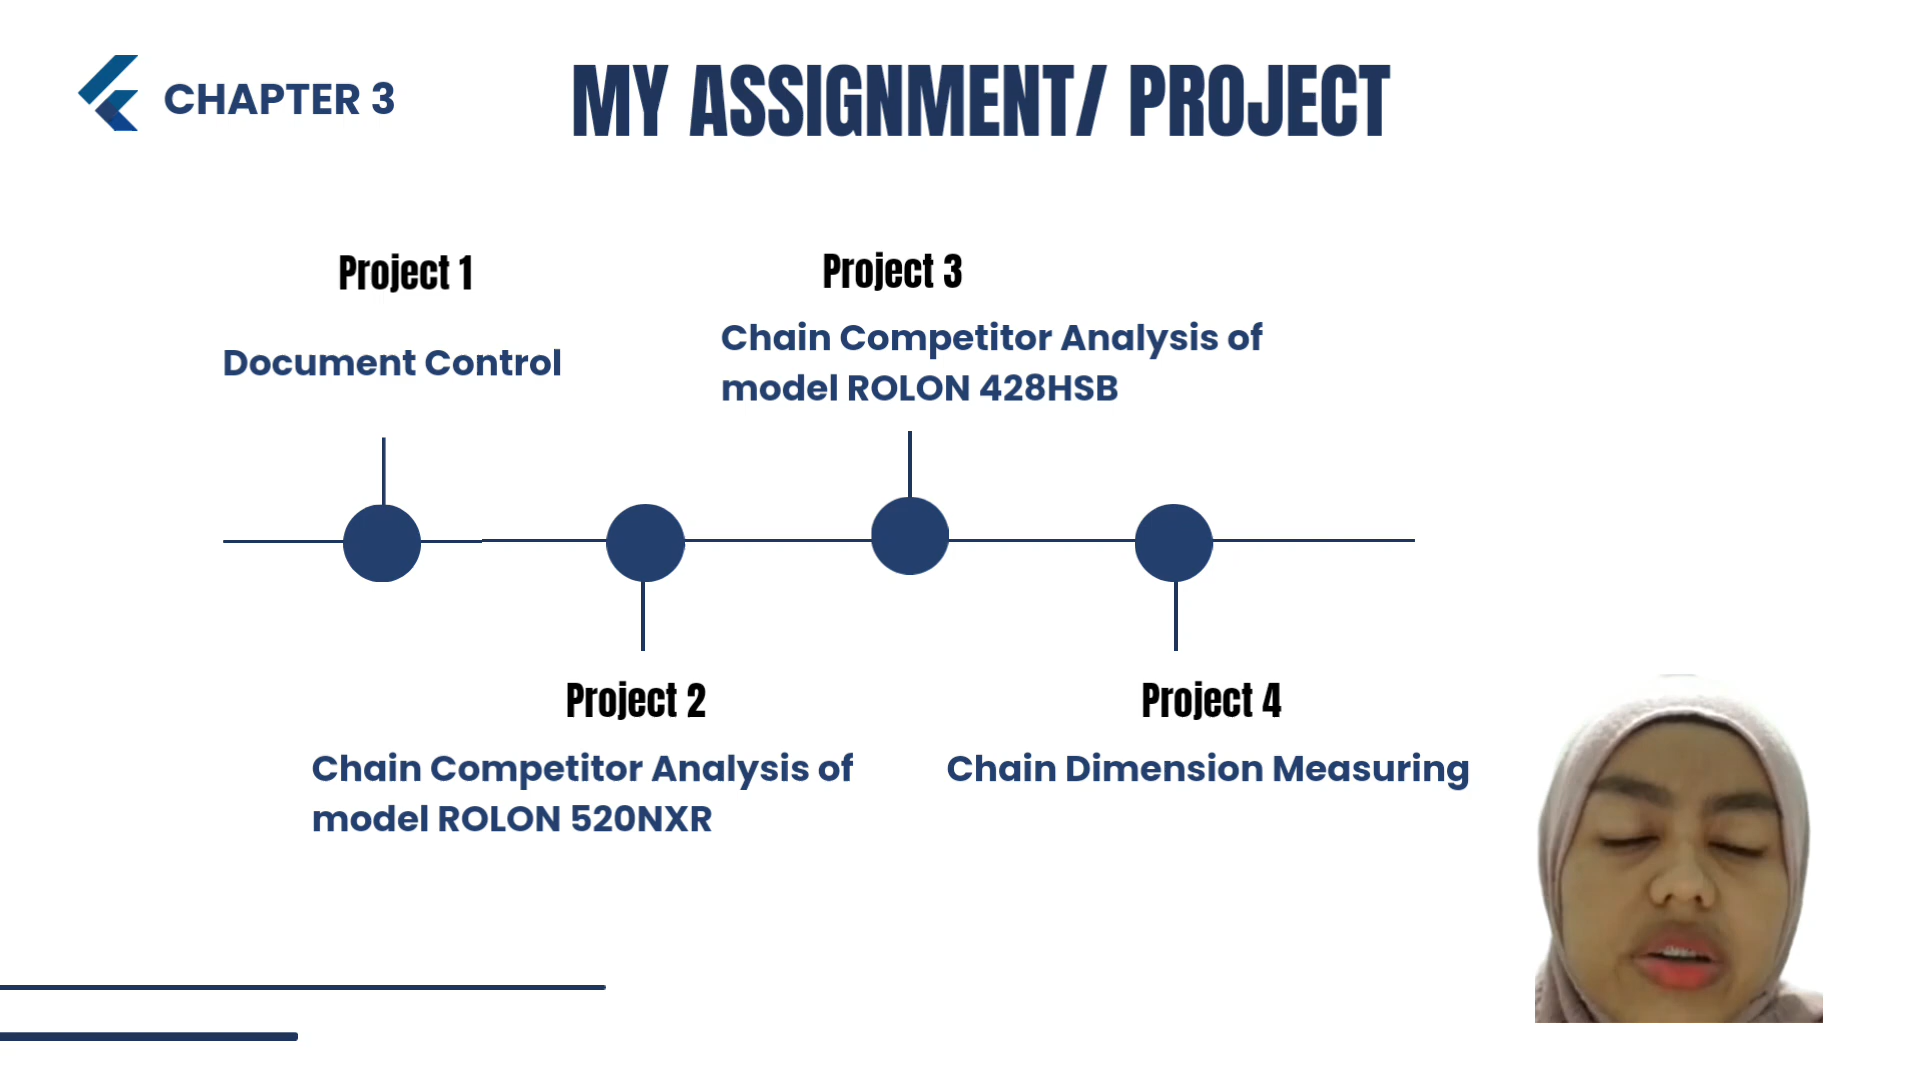 CHAPTER 3
MY ASSIGNMENT/ PROJECT
Project 1
Document Control
Project 3
Chain Competitor Analysis of
model ROLON 428HSB
Project 2
Chain Competitor Analysis of
model ROLON 520NXR
Project 4
Chain Dimension Measuring